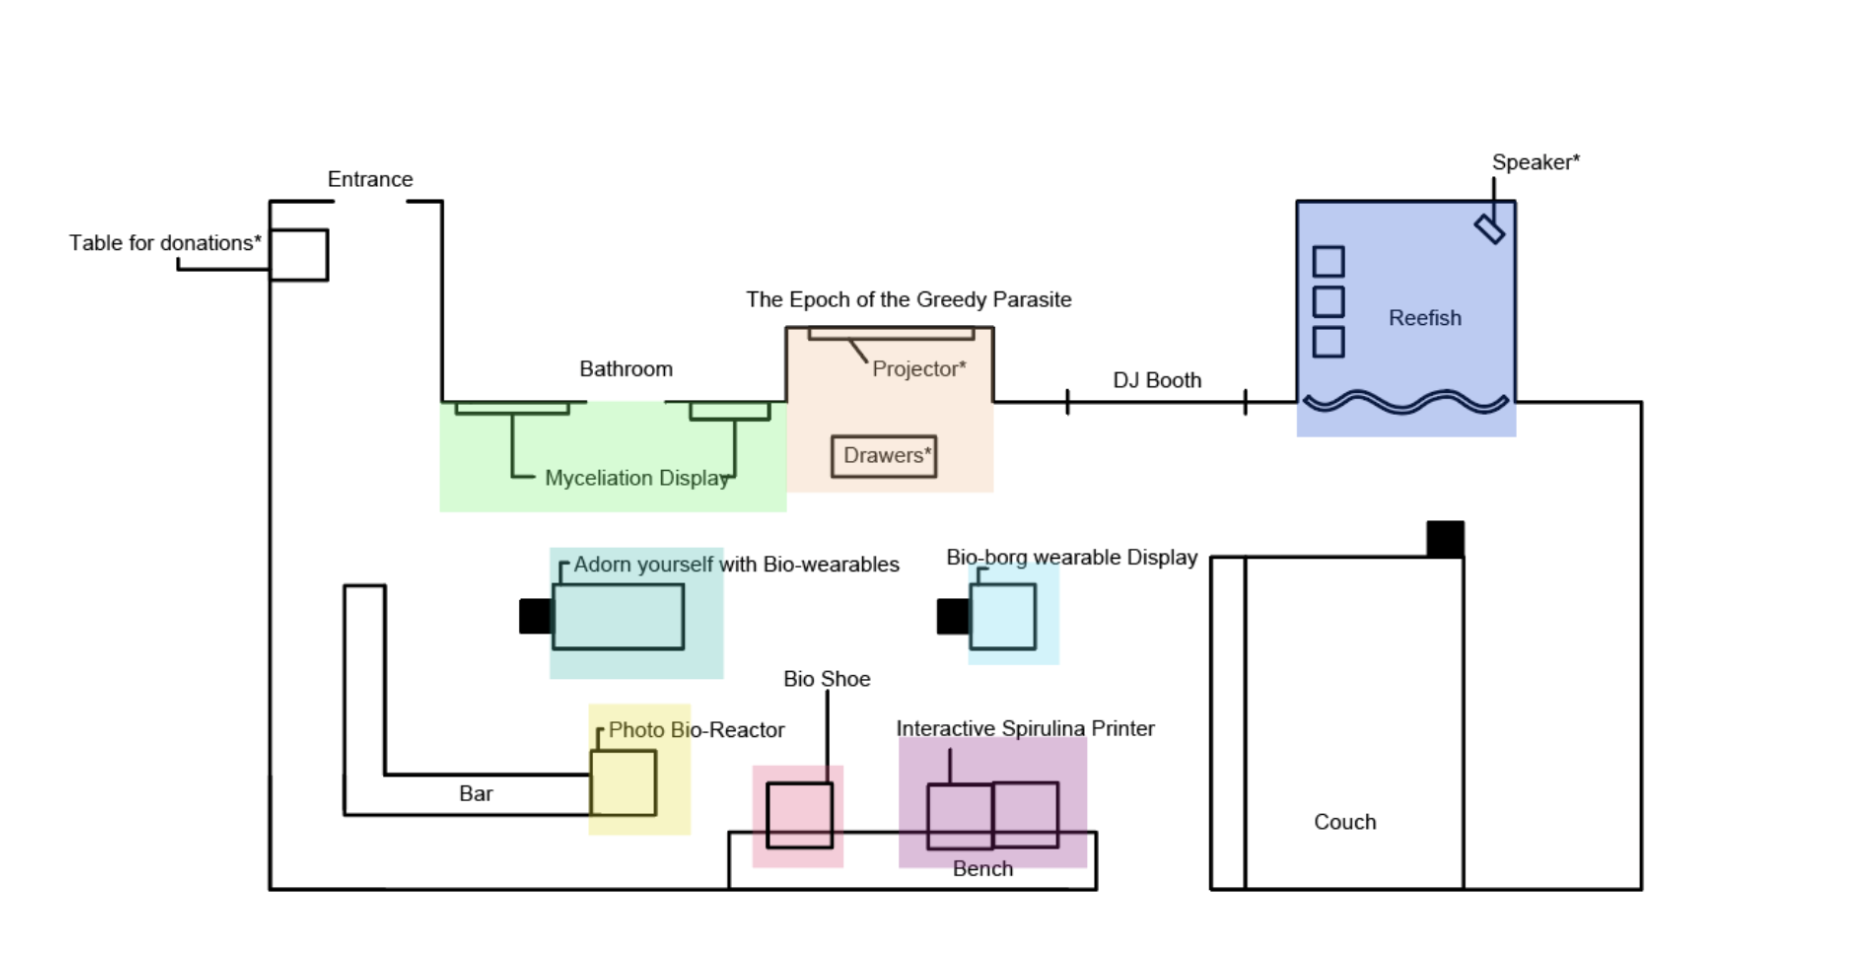 Speaker*
Entrance
Table for donations*
The Epoch of the Greedy Parasite
Reefish
Bathroom
Projector*
DJ Booth
Drawers*
Myceliation Display
Adorn yourself with Bio-wearables
Bio-borg wearable Display
Bio Shoe
Photo Bio-Reactor
Interactive Spirulina Printer
Bar
Couch
Bench